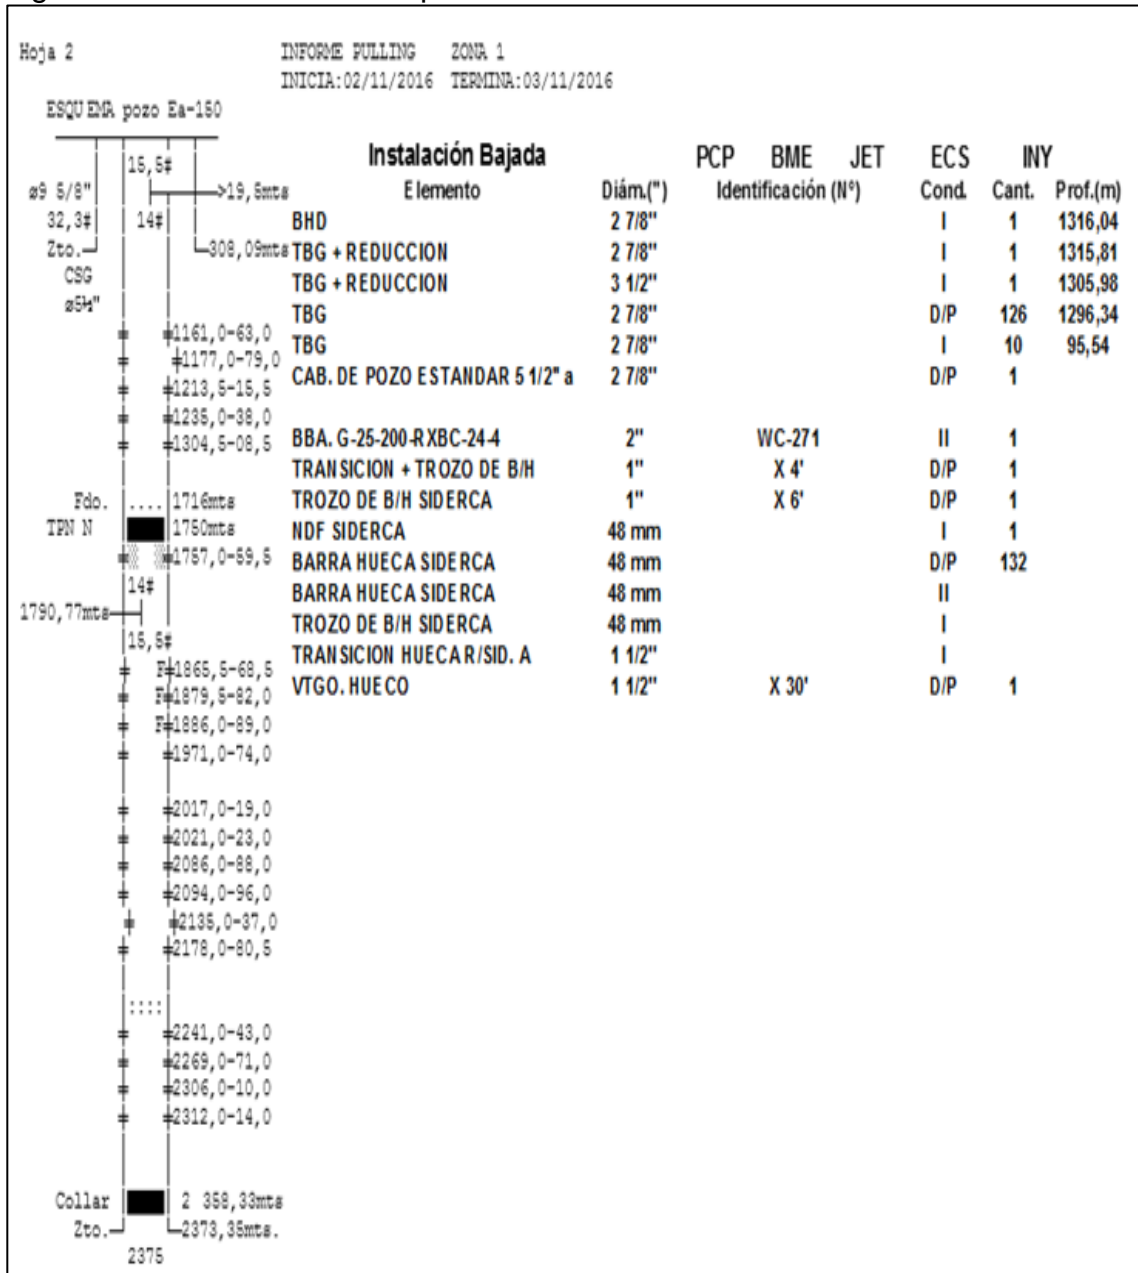 Hoja 2 INFORME PULLING ZONA 1
INICIA:02/11/2016 TERMINA:03/11/2016
ESQUEMA pozo Ea-150
Instalación Bajada PCP BME JET ECS INY
Elemento Diám.(") Identificación (Nº) Cond. Cant. Prof.(m)
BHD 2 7/8" I 1 1316,04
TBG + REDUCCION 2 7/8" I 1 1315,81
TBG + REDUCCION 3 1/2" I 1 1305,98
TBG 2 7/8" D/P 126 1296,34
TBG 2 7/8" I 10 95,54
CAB. DE POZO ESTANDAR 5 1/2" a 2 7/8" D/P 1
BBA. G-25-200-RXBC-24-4 2" WC-271 II 1
TRANSICION + TROZO DE B/H 1" X 4' D/P 1
TROZO DE B/H SIDERCA 1" X 6' D/P 1
NDF SIDERCA 48 mm I 1
BARRA HUECA SIDERCA 48 mm D/P 132
BARRA HUECA SIDERCA 48 mm II
TROZO DE B/H SIDERCA 48 mm I
TRANSICION HUECA R/SID. A 1 1/2" I
VTGO. HUECO 1 1/2" X 30' D/P 1
15,5#
ø9 5/8" >19,5mts
32,3# 14#
Zto. 308,09mts
CSG
ø5½"
1161,0-63,0
1177,0-79,0
1213,5-15,5
1235,0-38,0
1304,5-08,5
Fdo. .... 1716mts
TPN N 1750mts
1757,0-59,5
14#
1790,77mts
15,5#
F 1865,5-68,5
F 1879,5-82,0
F 1886,0-89,0
1971,0-74,0
2017,0-19,0
2021,0-23,0
2086,0-88,0
2094,0-96,0
2135,0-37,0
2178,0-80,5
::::
2241,0-43,0
2269,0-71,0
2306,0-10,0
2312,0-14,0
Collar 2 358,33mts
Zto. 2373,35mts.
2375